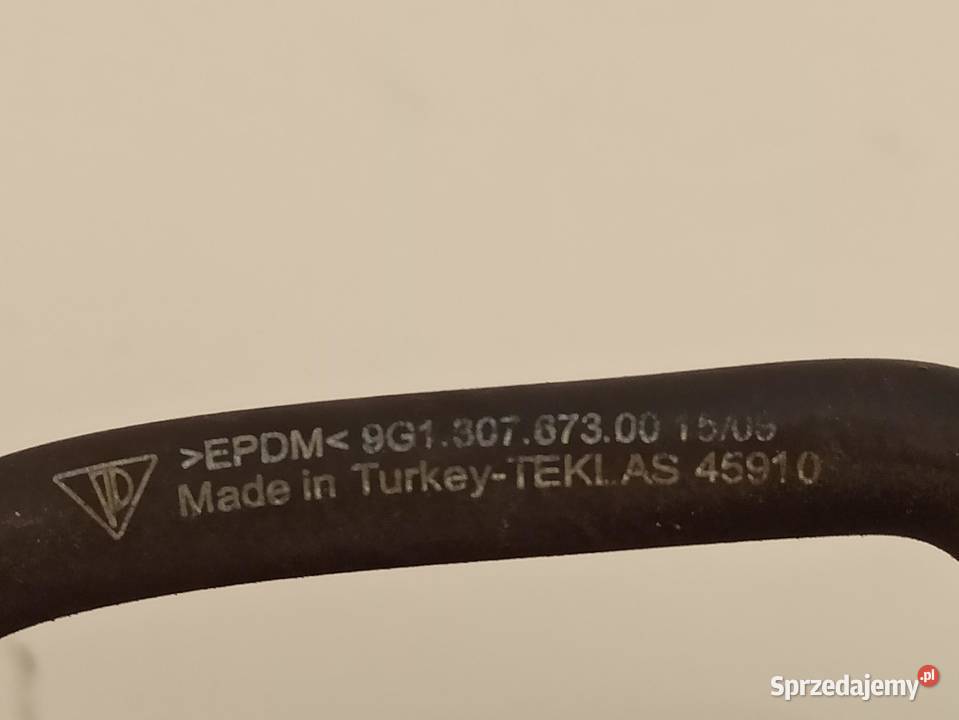 >EPDM< 9G1.307.673.00 15/05
Made in Turkey-TEKLAS 45910
Sprzedajemy.pl